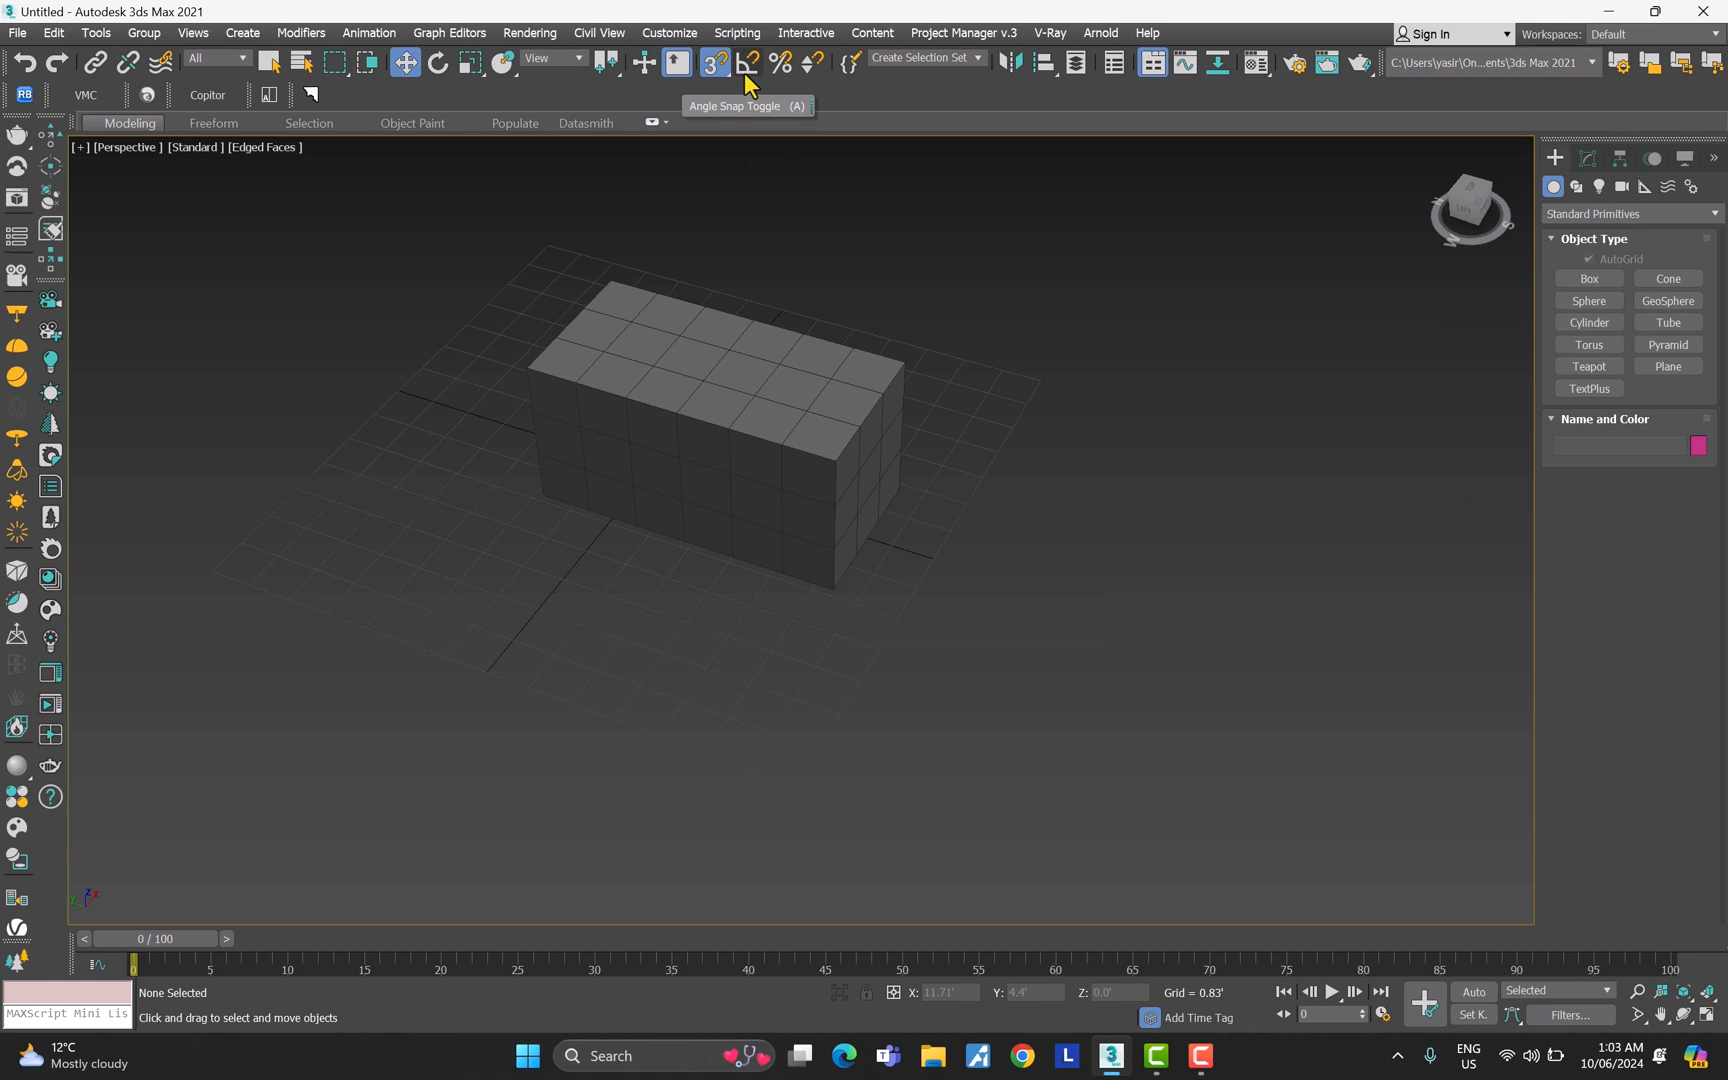 Untitled - Autodesk 3ds Max 2021
File Edit Tools Group Views Create Modifiers Animation Graph Editors Rendering Civil View Customize Scripting Interactive Content Project Manager v.3 V-Ray Arnold Help
Sign In
Workspaces: Default
All
View
3
Create Selection Set
C:\Users\yasir\On...ents\3ds Max 2021
RB VMC Copitor
Angle Snap Toggle (A)
Modeling Freeform Selection Object Paint Populate Datasmith
[+] [Perspective ] [Standard ] [Edged Faces ]
Standard Primitives
Object Type
AutoGrid
Box Cone
Sphere GeoSphere
Cylinder Tube
Torus Pyramid
Teapot Plane
TextPlus
Name and Color
z x
y
< 0 / 100 >
0 5 10 15 20 25 30 35 40 45 50 55 60 65 70 75 80 85 90 95 100
None Selected
X: 11.71' Y: 4.4' Z: 0.0' Grid = 0.83'
Auto Selected
MAXScript Mini Lis
Click and drag to select and move objects
Add Time Tag
0
Set K. Filters...
12°C
Mostly cloudy
Search
L
3
ENG
US
1:03 AM
10/06/2024
PRE